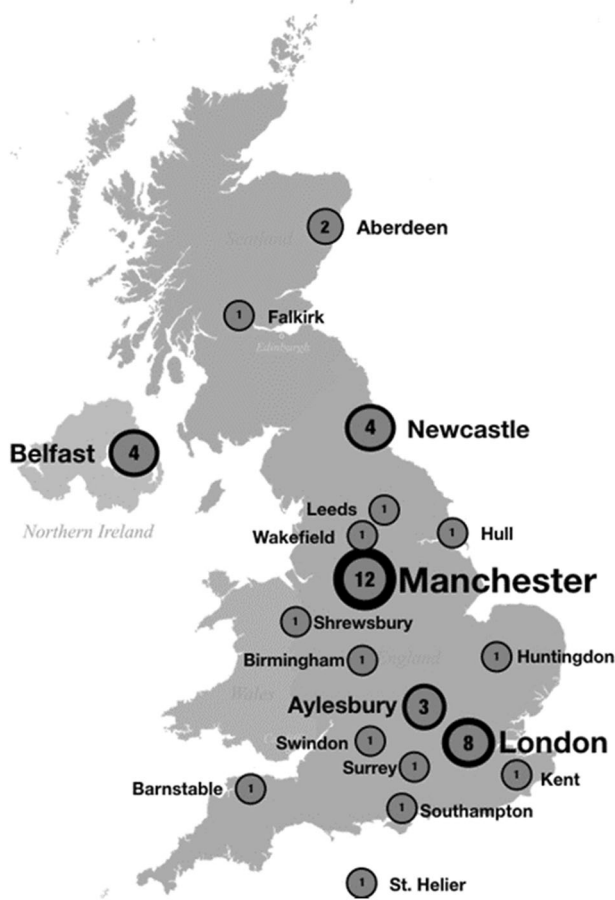 Scotland
2 Aberdeen
1 Falkirk
Edinburgh
4 Newcastle
Belfast 4
Northern Ireland
Leeds 1
Wakefield 1
1 Hull
12 Manchester
1 Shrewsbury
Birmingham 1
England
1 Huntingdon
Wales
Aylesbury 3
8 London
Swindon 1
Surrey 1
1 Kent
Barnstable 1
1 Southampton
1 St. Helier